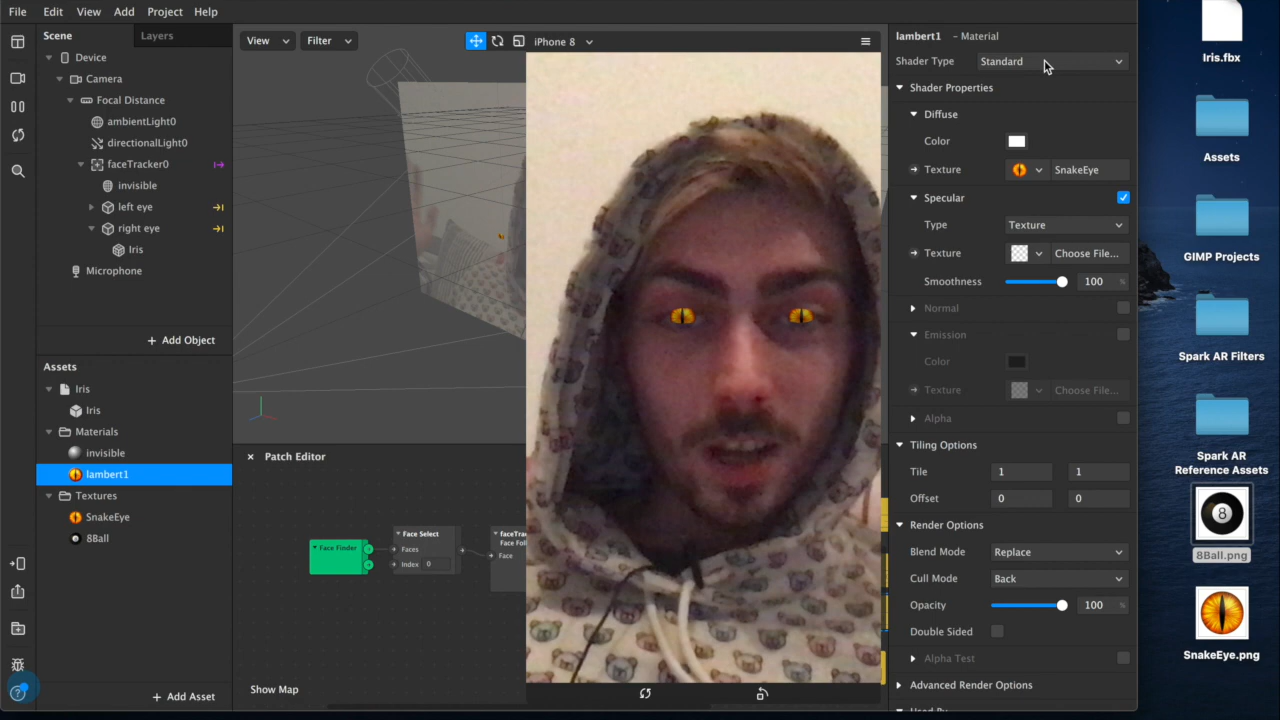 File Edit View Add Project Help
Scene Layers
Device
Camera
Focal Distance
ambientLight0
directionalLight0
faceTracker0
invisible
left eye
right eye
Iris
Microphone
+ Add Object
Assets
Iris
Iris
Materials
invisible
lambert1
Textures
SnakeEye
8Ball
+ Add Asset
View Filter
iPhone 8
Patch Editor
Face Finder
Face Select
Faces
Index 0
Face
Show Map
lambert1 - Material
Shader Type Standard
Shader Properties
Diffuse
Color
Texture SnakeEye
Specular
Type Texture
Texture Choose File...
Smoothness 100 %
Normal
Emission
Color
Texture Choose File...
Alpha
Tiling Options
Tile 1 1
Offset 0 0
Render Options
Blend Mode Replace
Cull Mode Back
Opacity 100 %
Double Sided
Alpha Test
Advanced Render Options
Iris.fbx
Assets
GIMP Projects
Spark AR Filters
Spark AR
Reference Assets
8
8Ball.png
SnakeEye.png